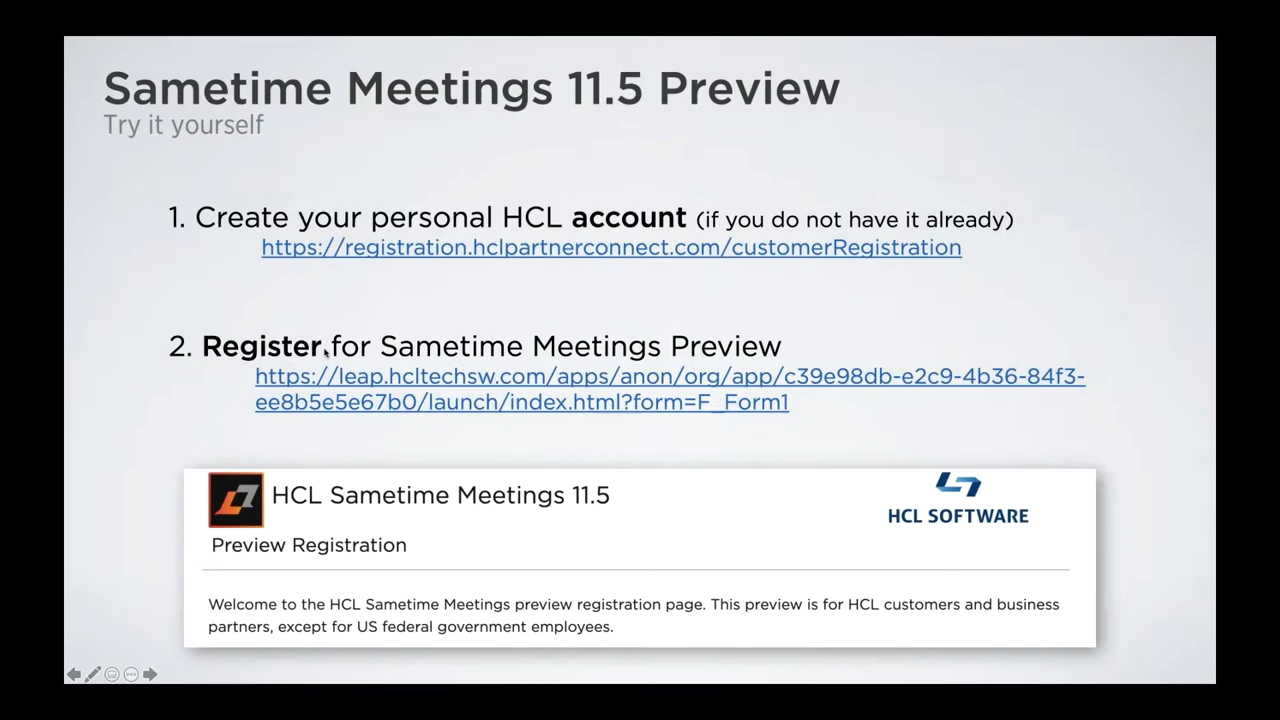 Sametime Meetings 11.5 Preview
Try it yourself
1. Create your personal HCL account (if you do not have it already)
https://registration.hclpartnerconnect.com/customerRegistration
2. Register for Sametime Meetings Preview
https://leap.hcltechsw.com/apps/anon/org/app/c39e98db-e2c9-4b36-84f3-
ee8b5e5e67b0/launch/index.html?form=F_Form1
HCL Sametime Meetings 11.5
HCL SOFTWARE
Preview Registration
Welcome to the HCL Sametime Meetings preview registration page. This preview is for HCL customers and business
partners, except for US federal government employees.